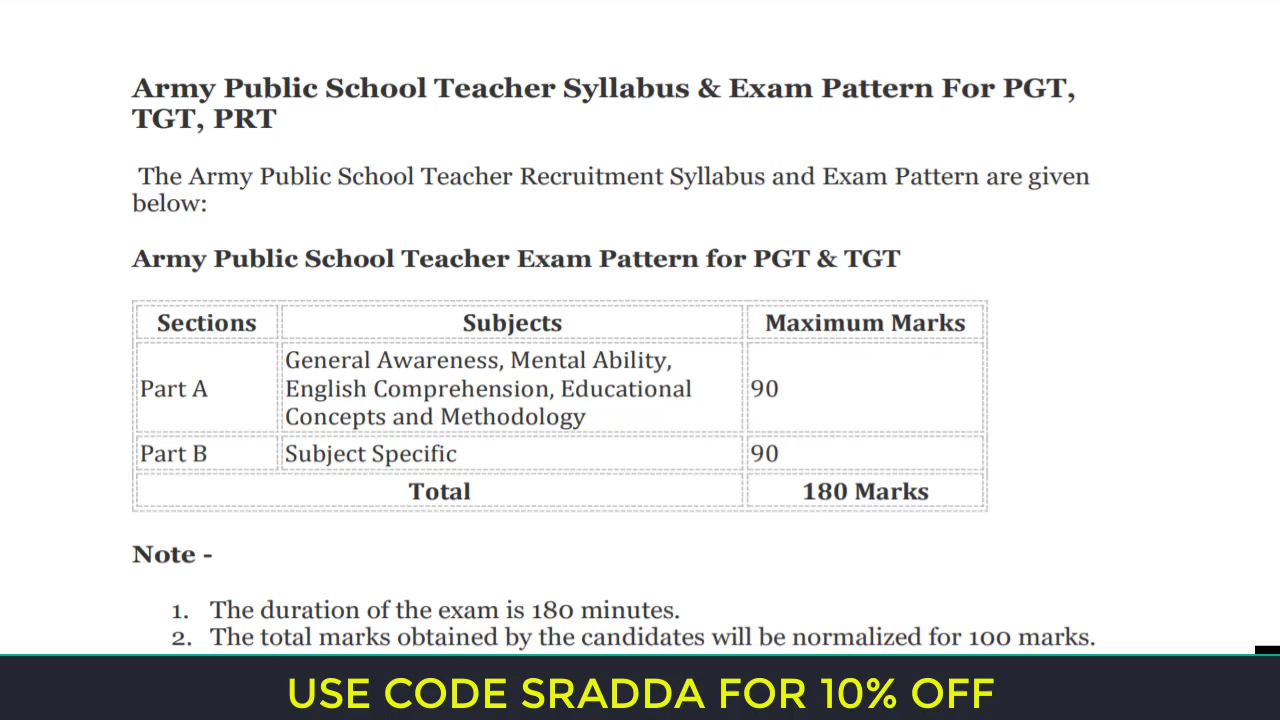 Army Public School Teacher Syllabus & Exam Pattern For PGT,
TGT, PRT
The Army Public School Teacher Recruitment Syllabus and Exam Pattern are given
below:
Army Public School Teacher Exam Pattern for PGT & TGT
Sections Subjects Maximum Marks
Part A General Awareness, Mental Ability, English Comprehension, Educational Concepts and Methodology 90
Part B Subject Specific 90
Total 180 Marks
Note -
1. The duration of the exam is 180 minutes.
2. The total marks obtained by the candidates will be normalized for 100 marks.
USE CODE SRADDA FOR 10% OFF